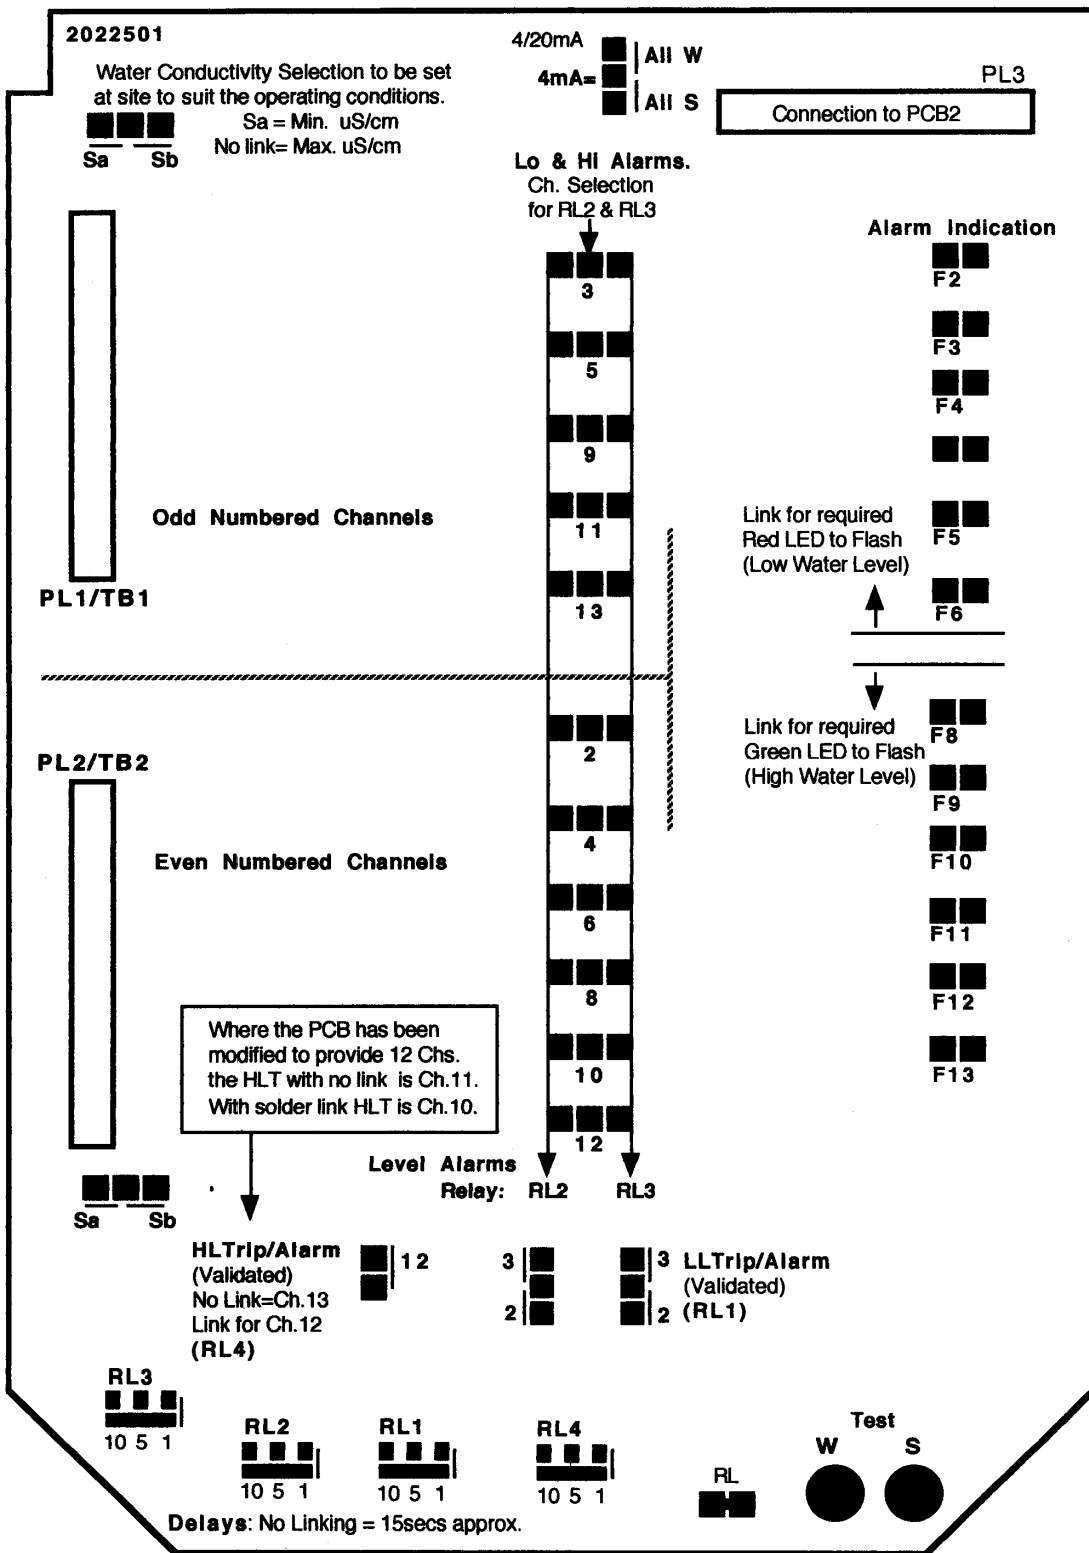 2022501
Water Conductivity Selection to be set
at site to suit the operating conditions.
Sa = Min. uS/cm
No link= Max. uS/cm
Sa Sb
4/20mA
All W
4mA=
All S
PL3
Connection to PCB2
Lo & Hi Alarms.
Ch. Selection
for RL2 & RL3
3
5
9
11
13
2
4
6
8
10
12
Alarm Indication
F2
F3
F4
F5
F6
F8
F9
F10
F11
F12
F13
Link for required
Red LED to Flash
(Low Water Level)
Link for required
Green LED to Flash
(High Water Level)
Odd Numbered Channels
PL1/TB1
PL2/TB2
Even Numbered Channels
Where the PCB has been
modified to provide 12 Chs.
the HLT with no link is Ch.11.
With solder link HLT is Ch.10.
Level Alarms
Relay: RL2 RL3
Sa Sb
HLTrip/Alarm
(Validated)
No Link=Ch.13
Link for Ch.12
(RL4)
12
3
2
3
2
LLTrip/Alarm
(Validated)
(RL1)
RL3
10 5 1
RL2
10 5 1
RL1
10 5 1
RL4
10 5 1
RL
Test
W S
Delays: No Linking = 15secs approx.